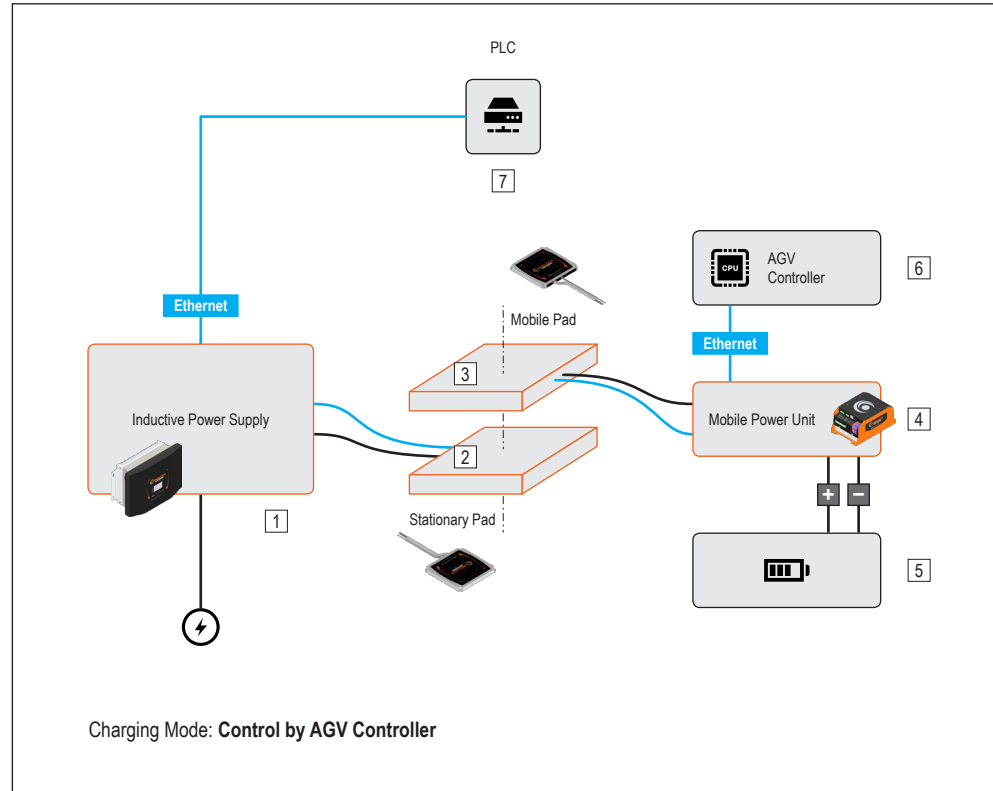 PLC
7
CPU
AGV
Controller
6
Ethernet
Mobile Pad
Ethernet
3
Inductive Power Supply
Mobile Power Unit
4
2
+
−
1
Stationary Pad
5
Charging Mode: Control by AGV Controller